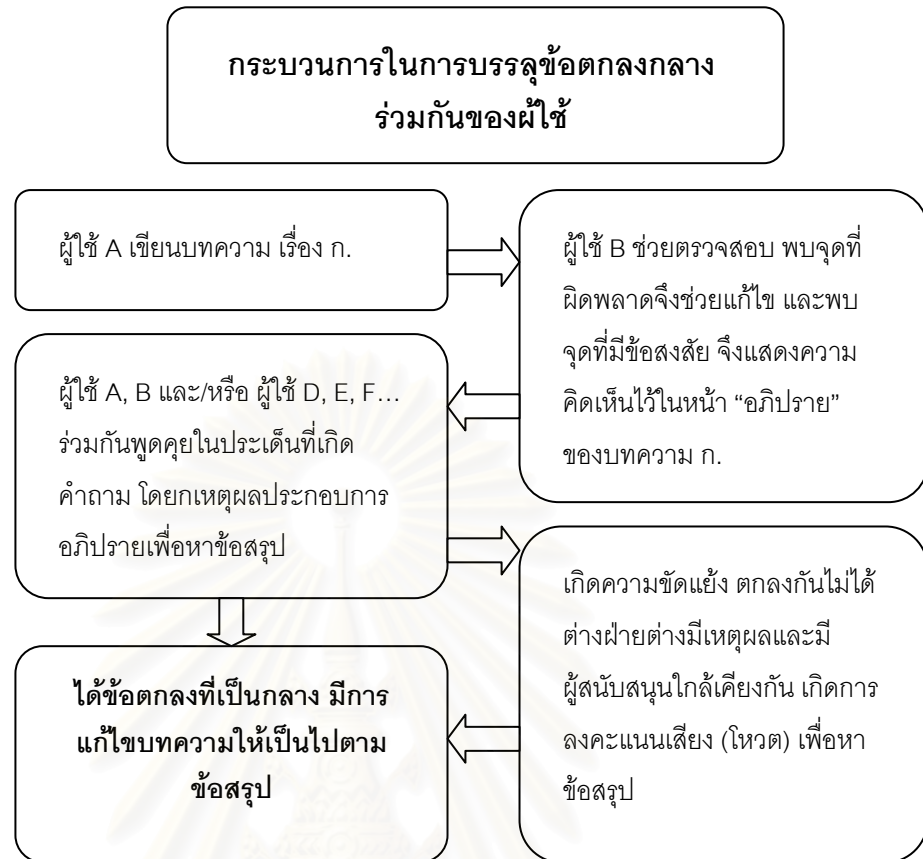 กระบวนการในการบรรลุข้อตกลงกลาง
ร่วมกันของผู้ใช้
ผู้ใช้ A เขียนบทความ เรื่อง ก.
ผู้ใช้ B ช่วยตรวจสอบ พบจุดที่
ผิดพลาดจึงช่วยแก้ไข และพบ
จุดที่มีข้อสงสัย จึงแสดงความ
คิดเห็นไว้ในหน้า “อภิปราย”
ของบทความ ก.
ผู้ใช้ A, B และ/หรือ ผู้ใช้ D, E, F…
ร่วมกันพูดคุยในประเด็นที่เกิด
คำถาม โดยกเหตุผลประกอบการ
อภิปรายเพื่อหาข้อสรุป
เกิดความขัดแย้ง ตกลงกันไม่ได้
ต่างฝ่ายต่างมีเหตุผลและมี
ผู้สนับสนุนใกล้เคียงกัน เกิดการ
ลงคะแนนเสียง (โหวต) เพื่อหา
ข้อสรุป
ได้ข้อตกลงที่เป็นกลาง มีการ
แก้ไขบทความให้เป็นไปตาม
ข้อสรุป